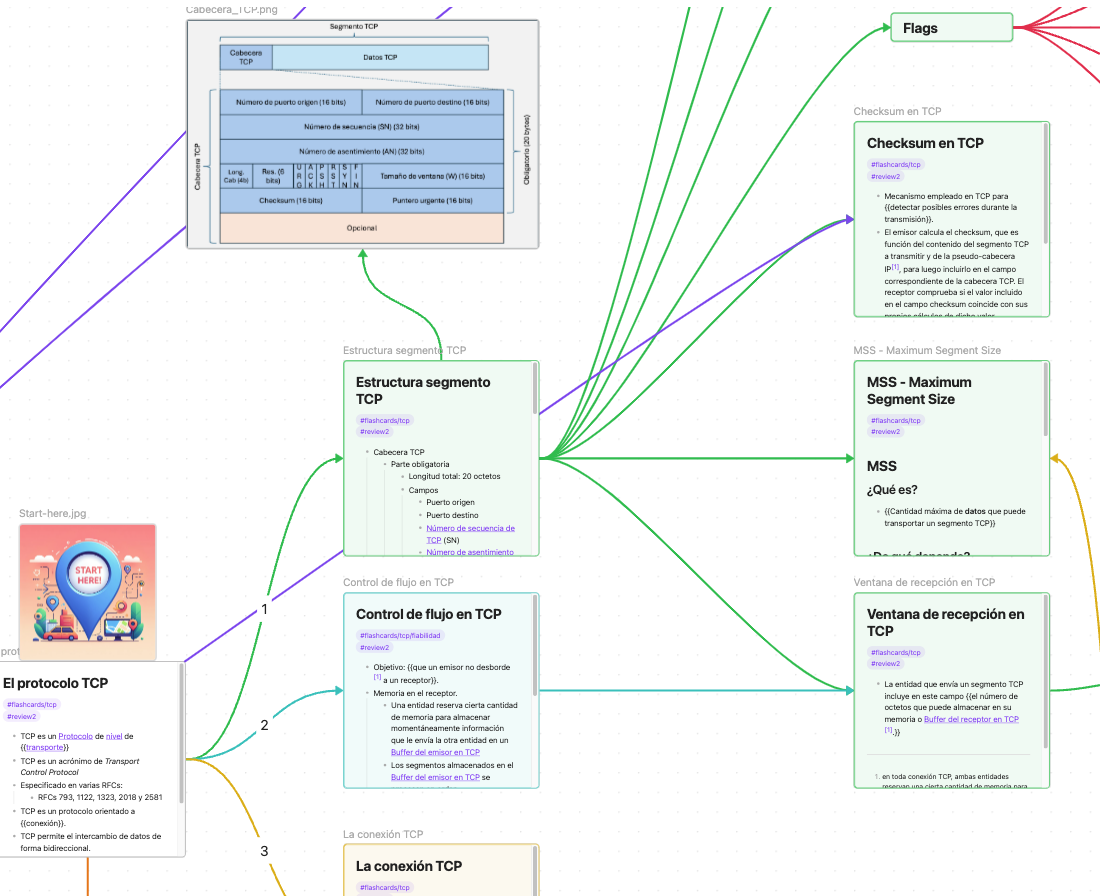 Cabecera_TCP.png
Segmento TCP
Cabecera
TCP
Datos TCP
Cabecera TCP
Número de puerto origen (16 bits)
Número de puerto destino (16 bits)
Número de secuencia (SN) (32 bits)
Número de asentimiento (AN) (32 bits)
Long.
Cab (4b)
Res. (6
bits)
URG
ACK
PSH
RST
SYN
FIN
Tamaño de ventana (W) (16 bits)
Checksum (16 bits)
Puntero urgente (16 bits)
Opcional
Obligatorio (20 bytes)
Flags
Checksum en TCP
Checksum en TCP
#flashcards/tcp
#review2
Mecanismo empleado en TCP para
{{detectar posibles errores durante la
transmisión}}.
El emisor calcula el checksum, que es
función del contenido del segmento TCP
a transmitir y de la pseudo-cabecera
IP[1], para luego incluirlo en el campo
correspondiente de la cabecera TCP. El
receptor comprueba si el valor incluido
en el campo checksum coincide con sus
propios cálculos de dicho valor
Estructura segmento TCP
Estructura segmento
TCP
#flashcards/tcp
#review2
Cabecera TCP
Parte obligatoria
Longitud total: 20 octetos
Campos
Puerto origen
Puerto destino
Número de secuencia de
TCP (SN)
Número de asentimiento
MSS - Maximum Segment Size
MSS - Maximum
Segment Size
#flashcards/tcp
#review2
MSS
¿Qué es?
{{Cantidad máxima de datos que puede
transportar un segmento TCP}}
¿De qué depende?
Start-here.jpg
START
HERE!
prot
El protocolo TCP
#flashcards/tcp
#review2
TCP es un Protocolo de nivel de
{{transporte}}
TCP es un acrónimo de Transport
Control Protocol
Especificado en varias RFCs:
RFCs 793, 1122, 1323, 2018 y 2581
TCP es un protocolo orientado a
{{conexión}}.
TCP permite el intercambio de datos de
forma bidireccional.
1
2
3
Control de flujo en TCP
Control de flujo en TCP
#flashcards/tcp/fiabilidad
#review2
Objetivo: {{que un emisor no desborde
[1] a un receptor}}.
Memoria en el receptor.
Una entidad reserva cierta cantidad
de memoria para almacenar
momentáneamente información
que le envía la otra entidad en un
Buffer del emisor en TCP
Los segmentos almacenados en el
Buffer del emisor en TCP se
Ventana de recepción en TCP
Ventana de recepción en
TCP
#flashcards/tcp
#review2
La entidad que envía un segmento TCP
incluye en este campo {{el número de
octetos que puede almacenar en su
memoria o Buffer del receptor en TCP
[1].}}
1. en toda conexión TCP, ambas entidades
reservan una cierta cantidad de memoria para
La conexión TCP
La conexión TCP
#flashcards/tcp